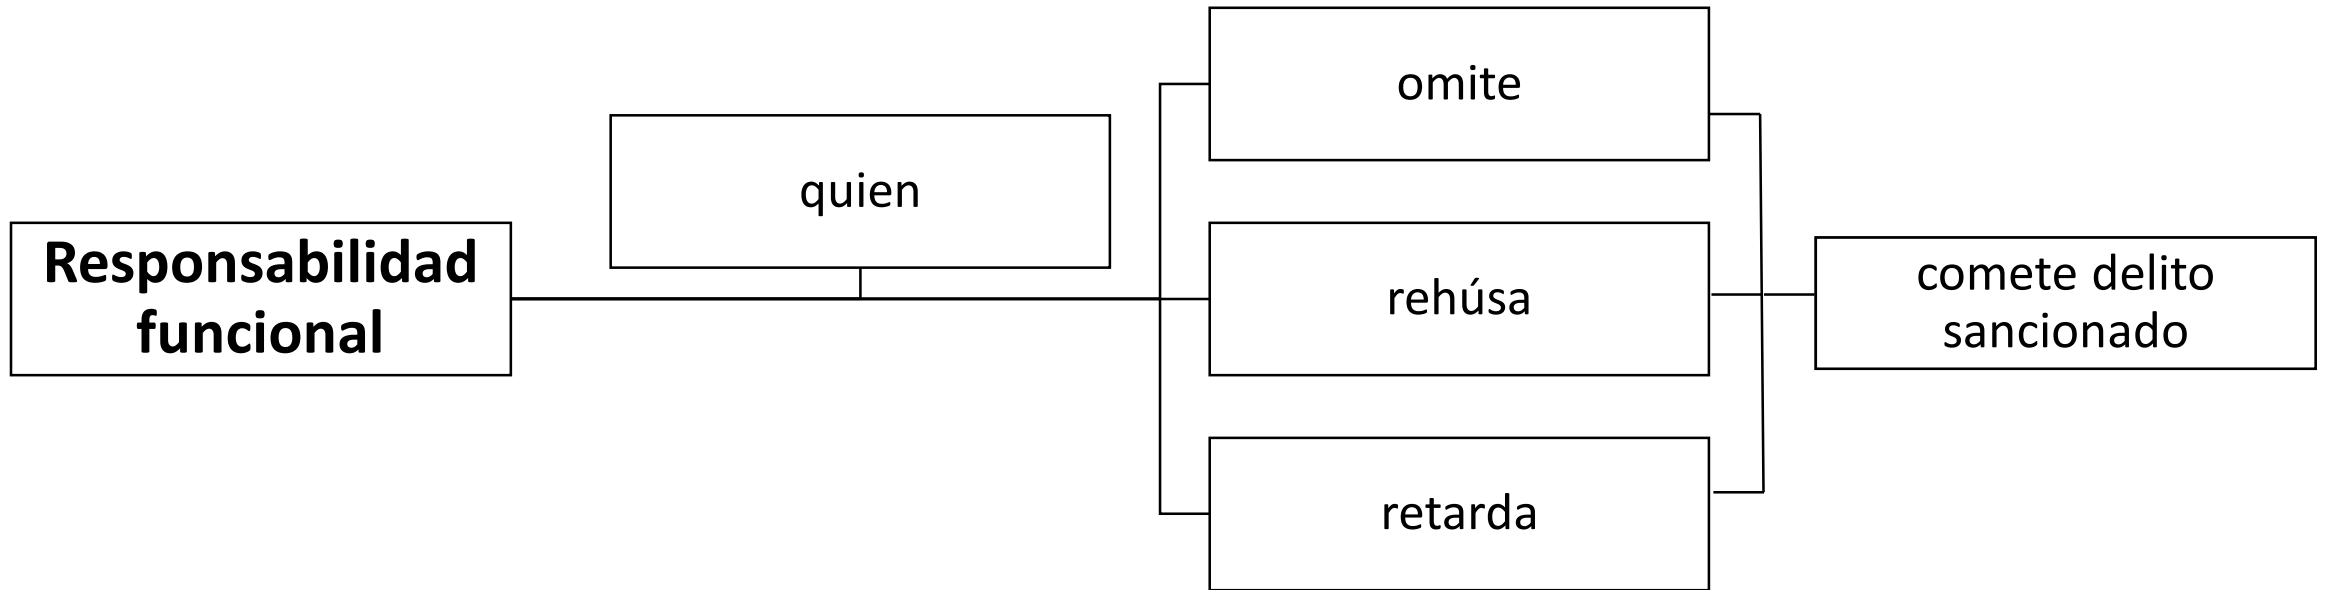 Responsabilidad
funcional
quien
omite
rehúsa
retarda
comete delito
sancionado